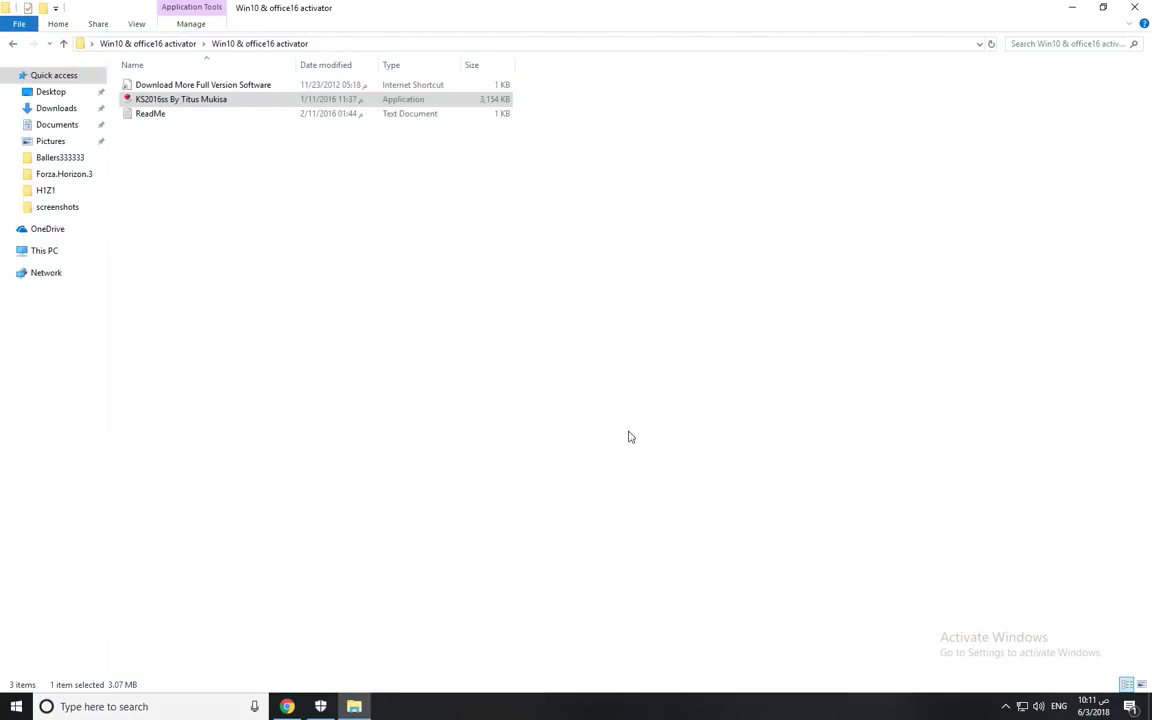 Application Tools Win10 & office16 activator
File Home Share View Manage
Win10 & office16 activator › Win10 & office16 activator Search Win10 & office16 activ...
Name Date modified Type Size
Quick access
Download More Full Version Software 11/23/2012 05:18 م Internet Shortcut 1 KB
Desktop
KS2016ss By Titus Mukisa 1/11/2016 11:37 م Application 3,154 KB
Downloads
ReadMe 2/11/2016 01:44 م Text Document 1 KB
Documents
Pictures
Ballers333333
Forza.Horizon.3
H1Z1
screenshots
OneDrive
This PC
Network
Activate Windows
Go to Settings to activate Windows.
3 items 1 item selected 3.07 MB
Type here to search ENG 10:11 ص
6/3/2018